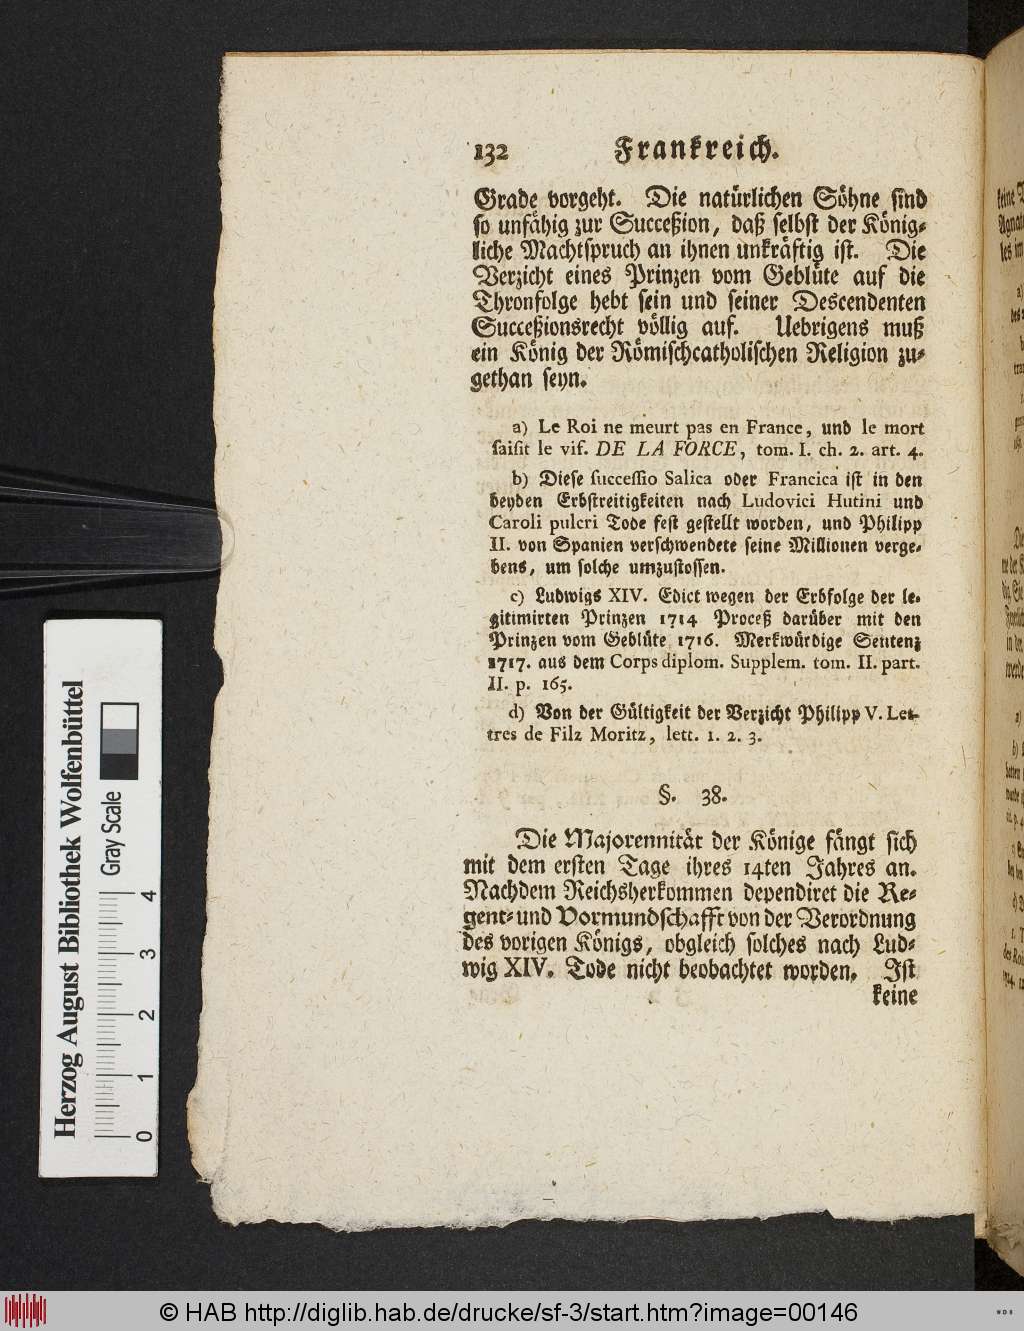 132 Frankreich.
Grade vorgeht. Die natürlichen Söhne sind
so unfähig zur Succeßion, daß selbst der König-
liche Machtspruch an ihnen unkräftig ist. Die
Verzicht eines Prinzen vom Geblüte auf die
Thronfolge hebt sein und seiner Descendenten
Succeßionsrecht völlig auf. Uebrigens muß
ein König der Römischcatholischen Religion zu-
gethan seyn.
a) Le Roi ne meurt pas en France, und le mort
saisit le vif. DE LA FORCE, tom. I. ch. 2. art. 4.
b) Diese successio Salica oder Francica ist in den
beyden Erbstreitigkeiten nach Ludovici Hutini und
Caroli pulcri Tode fest gestellt worden, und Philipp
II. von Spanien verschwendete seine Millionen verge-
bens, um solche umzustossen.
c) Ludwigs XIV. Edict wegen der Erbfolge der le-
gitimirten Prinzen 1714 Proceß darüber mit den
Prinzen vom Geblüte 1716. Merkwürdige Sentenz
1717. aus dem Corps diplom. Supplem. tom. II. part.
II. p. 165.
d) Von der Gültigkeit der Verzicht Philipp V. Let-
tres de Filz Moritz, lett. 1. 2. 3.
§. 38.
Die Majorennität der Könige fängt sich
mit dem ersten Tage ihres 14ten Jahres an.
Nachdem Reichsherkommen dependiret die Re-
gent- und Vormundschafft von der Verordnung
des vorigen Königs, obgleich solches nach Lud-
wig XIV. Tode nicht beobachtet worden. Ist
keine
Herzog August Bibliothek Wolfenbüttel
Gray Scale
0 1 2 3 4
© HAB http://diglib.hab.de/drucke/sf-3/start.htm?image=00146